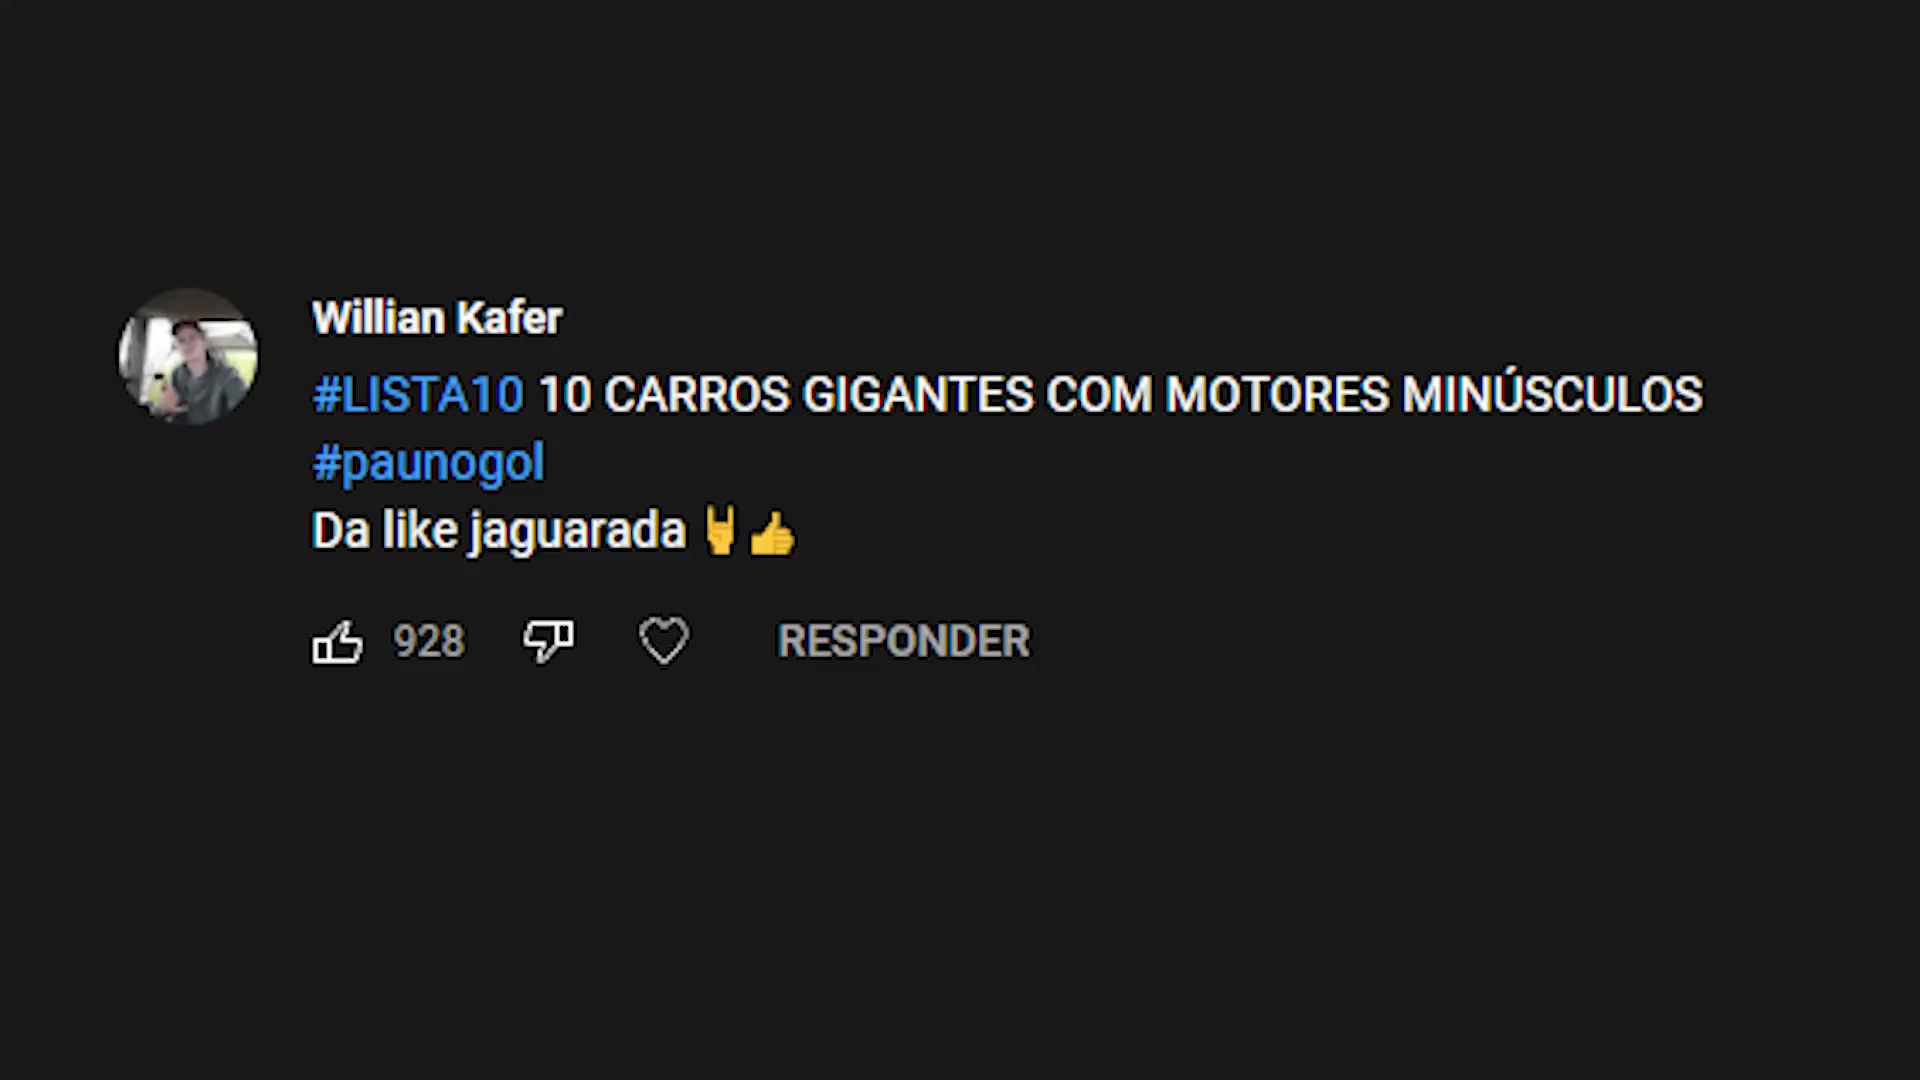 Willian Kafer
#LISTA10 10 CARROS GIGANTES COM MOTORES MINÚSCULOS
#paunogol
Da like jaguarada 🤘👍
928 RESPONDER